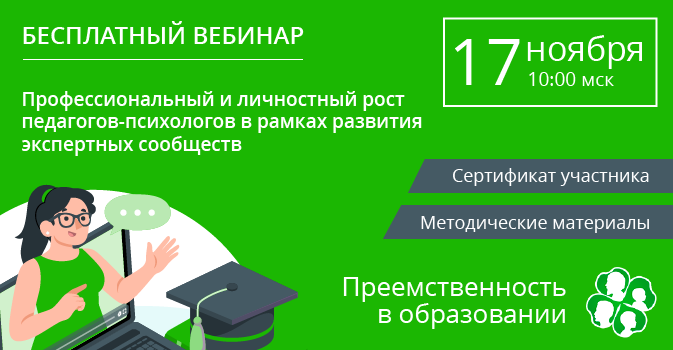 БЕСПЛАТНЫЙ ВЕБИНАР
17 ноября
10:00 мск
Профессиональный и личностный рост
педагогов-психологов в рамках развития
экспертных сообществ
Сертификат участника
Методические материалы
Преемственность
в образовании